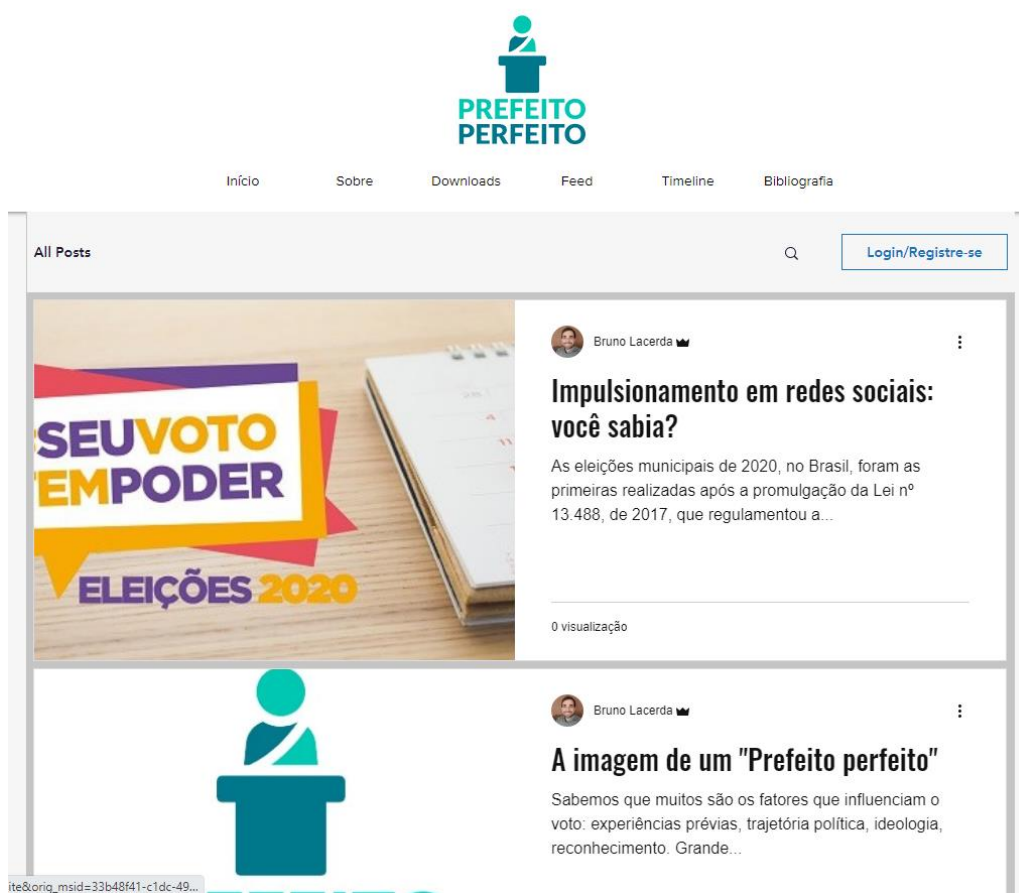 PREFEITO
PERFEITO
Início Sobre Downloads Feed Timeline Bibliografia
All Posts Login/Registre-se
SEUVOTO
EMPODER
ELEIÇÕES 2020
Bruno Lacerda
Impulsionamento em redes sociais:
você sabia?
As eleições municipais de 2020, no Brasil, foram as
primeiras realizadas após a promulgação da Lei nº
13.488, de 2017, que regulamentou a...
0 visualização
Bruno Lacerda
A imagem de um "Prefeito perfeito"
Sabemos que muitos são os fatores que influenciam o
voto: experiências prévias, trajetória política, ideologia,
reconhecimento. Grande...
ite&orig_msid=33b48f41-c1dc-49...